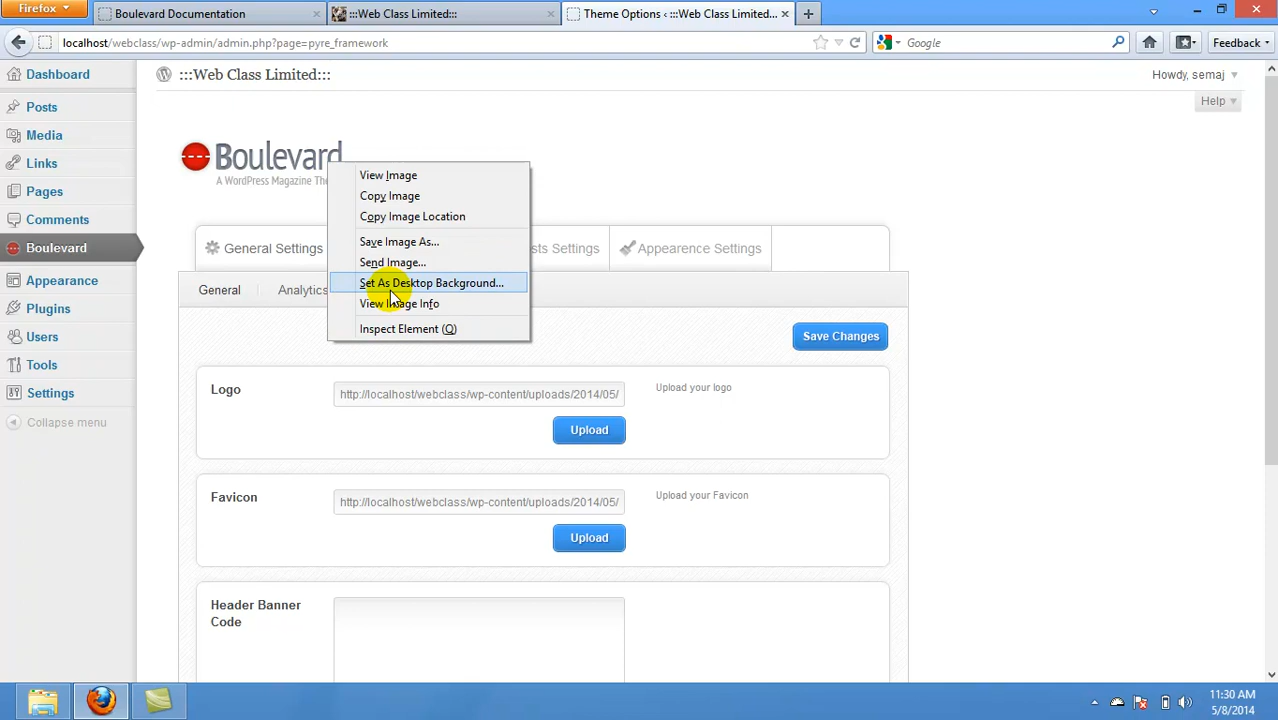 Firefox
Boulevard Documentation
:::Web Class Limited:::
Theme Options ‹ :::Web Class Limited...
localhost/webclass/wp-admin/admin.php?page=pyre_framework
Google
Feedback
Dashboard
:::Web Class Limited:::
Howdy, semaj
Help
Posts
Media
Links
Pages
Comments
Boulevard
Appearance
Plugins
Users
Tools
Settings
Collapse menu
Boulevard
A WordPress Magazine The
View Image
Copy Image
Copy Image Location
Save Image As...
Send Image...
Set As Desktop Background...
View Image Info
Inspect Element (Q)
General Settings
Settings
Appearence Settings
General
Analytics
Save Changes
Logo
http://localhost/webclass/wp-content/uploads/2014/05/
Upload your logo
Upload
Favicon
http://localhost/webclass/wp-content/uploads/2014/05/
Upload your Favicon
Upload
Header Banner
Code
11:30 AM
5/8/2014